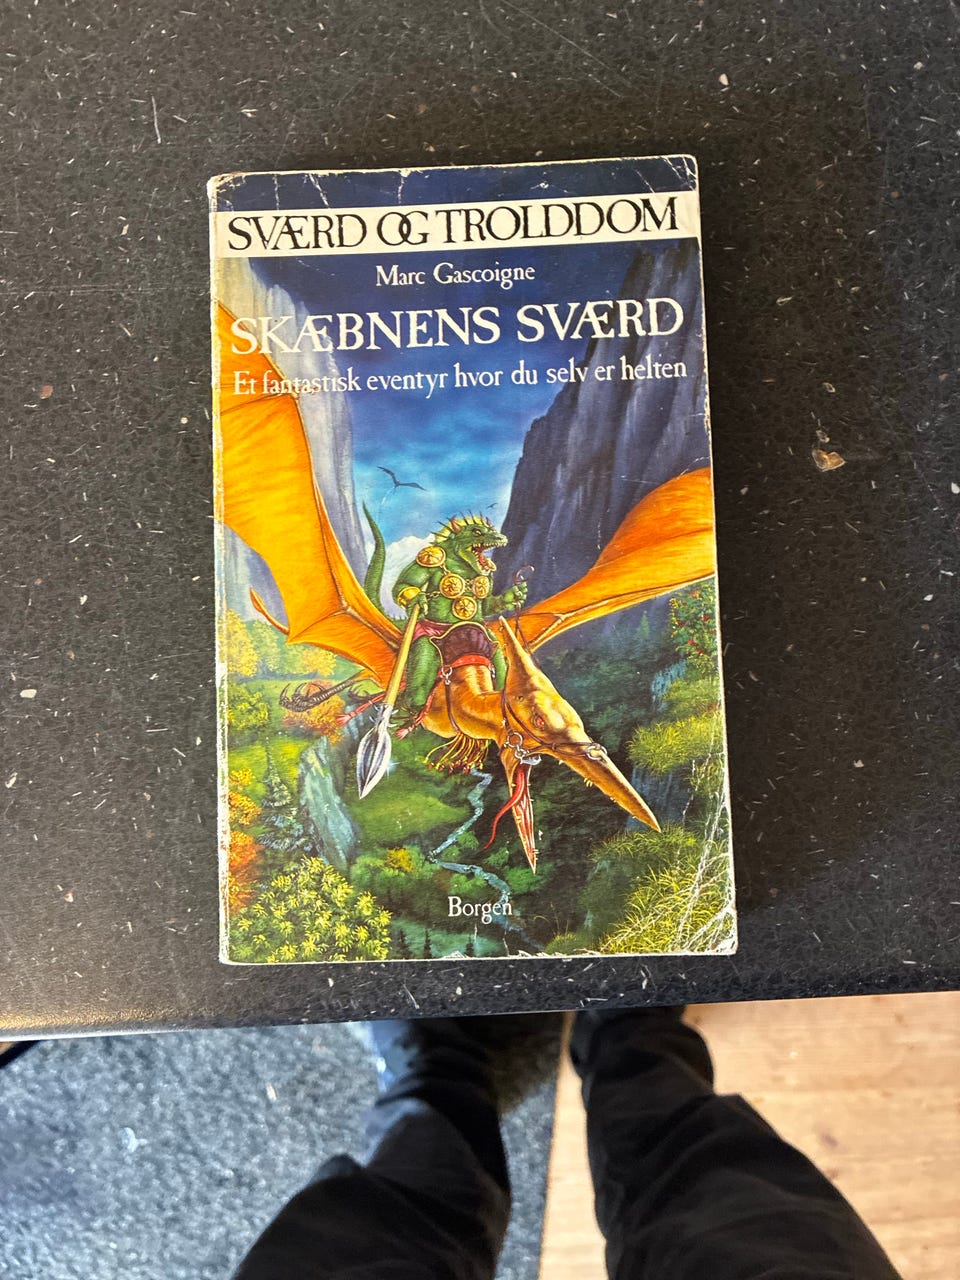 SVÆRD OG TROLDDOM
Marc Gascoigne
SKÆBNENS SVÆRD
Et fantastisk eventyr hvor du selv er helten
Borgen